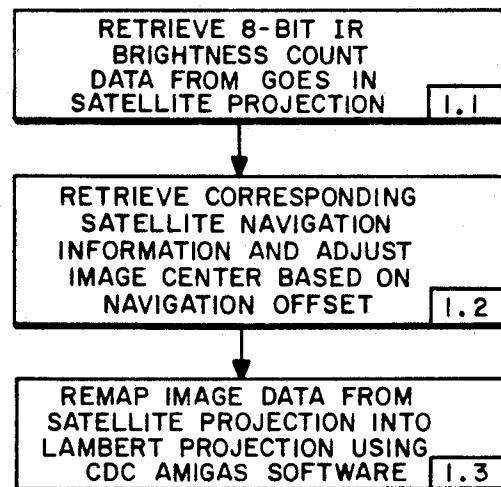 RETRIEVE 8-BIT IR
BRIGHTNESS COUNT
DATA FROM GOES IN
SATELLITE PROJECTION
1.1
RETRIEVE CORRESPONDING
SATELLITE NAVIGATION
INFORMATION AND ADJUST
IMAGE CENTER BASED ON
NAVIGATION OFFSET
1.2
REMAP IMAGE DATA FROM
SATELLITE PROJECTION INTO
LAMBERT PROJECTION USING
CDC AMIGAS SOFTWARE
1.3